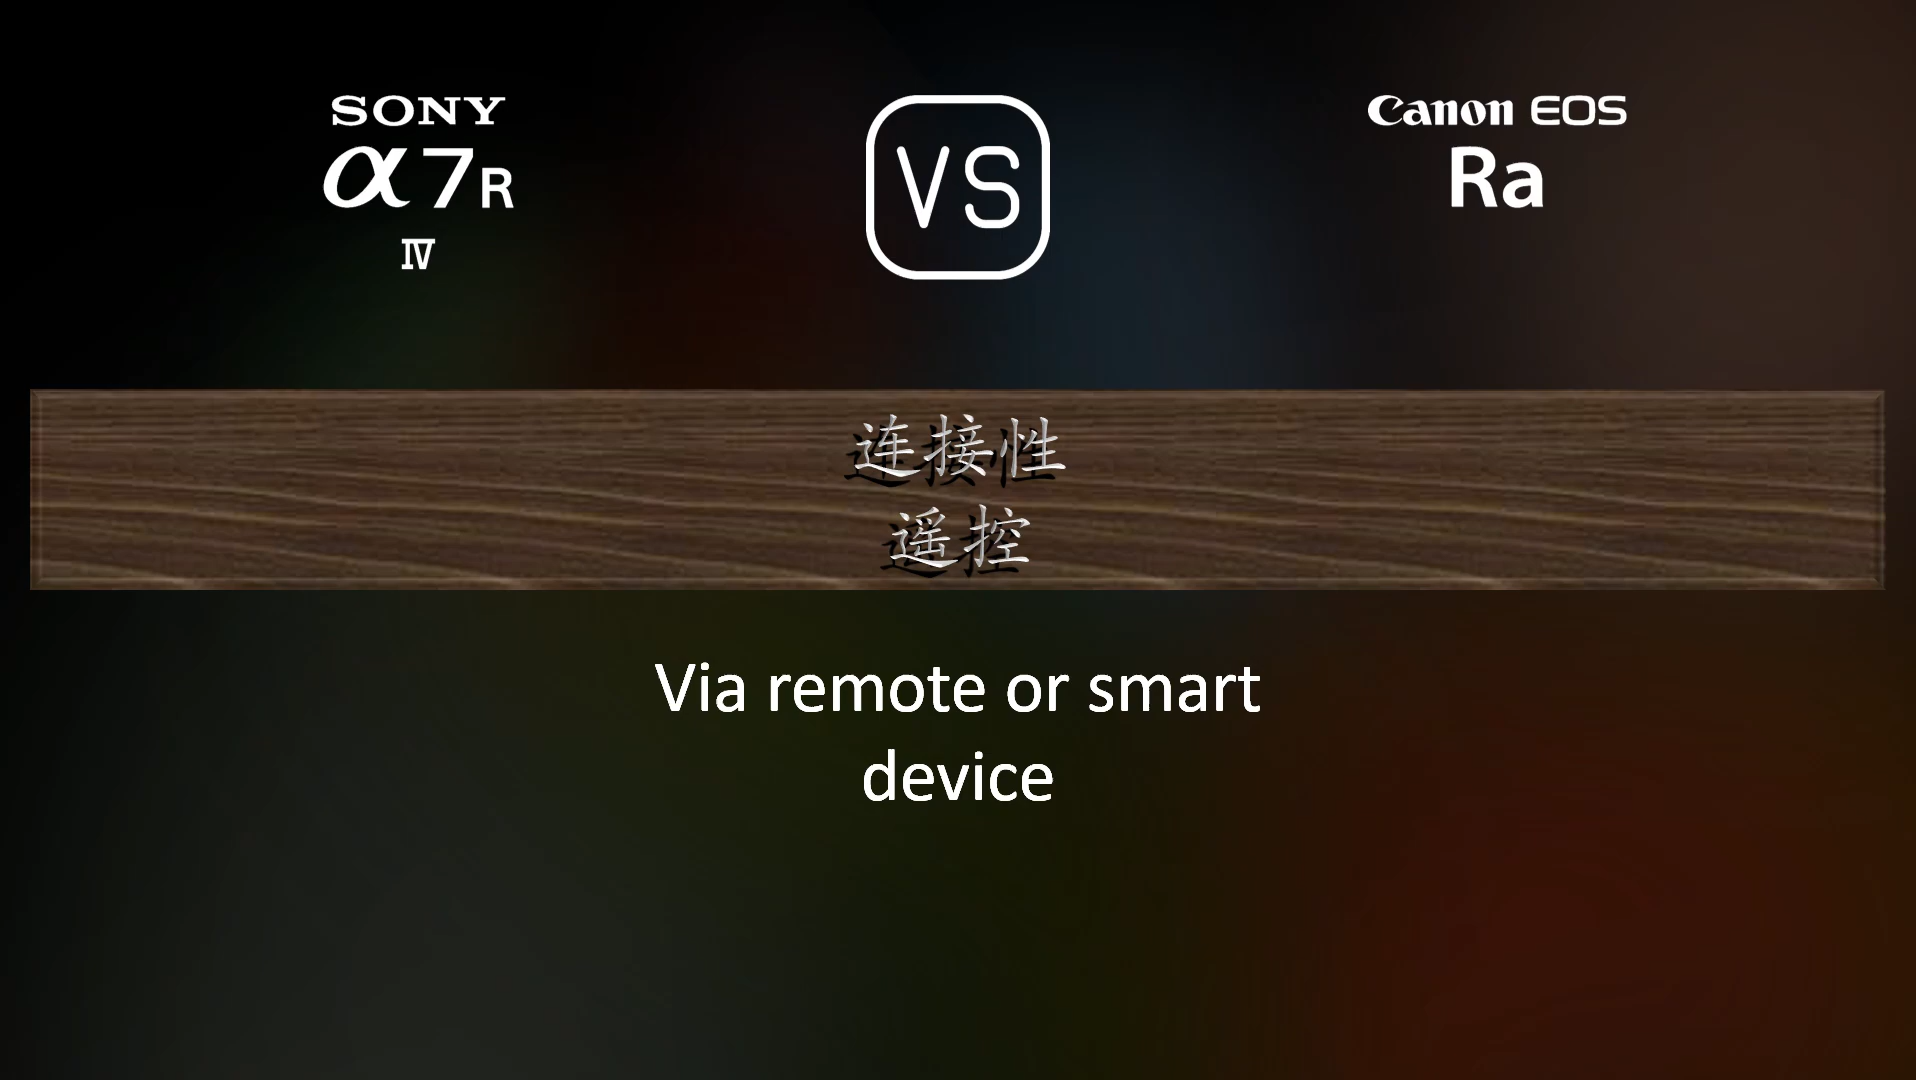 SONY
α7R
IV
VS
Canon EOS
Ra
连接性
遥控
Via remote or smart
device